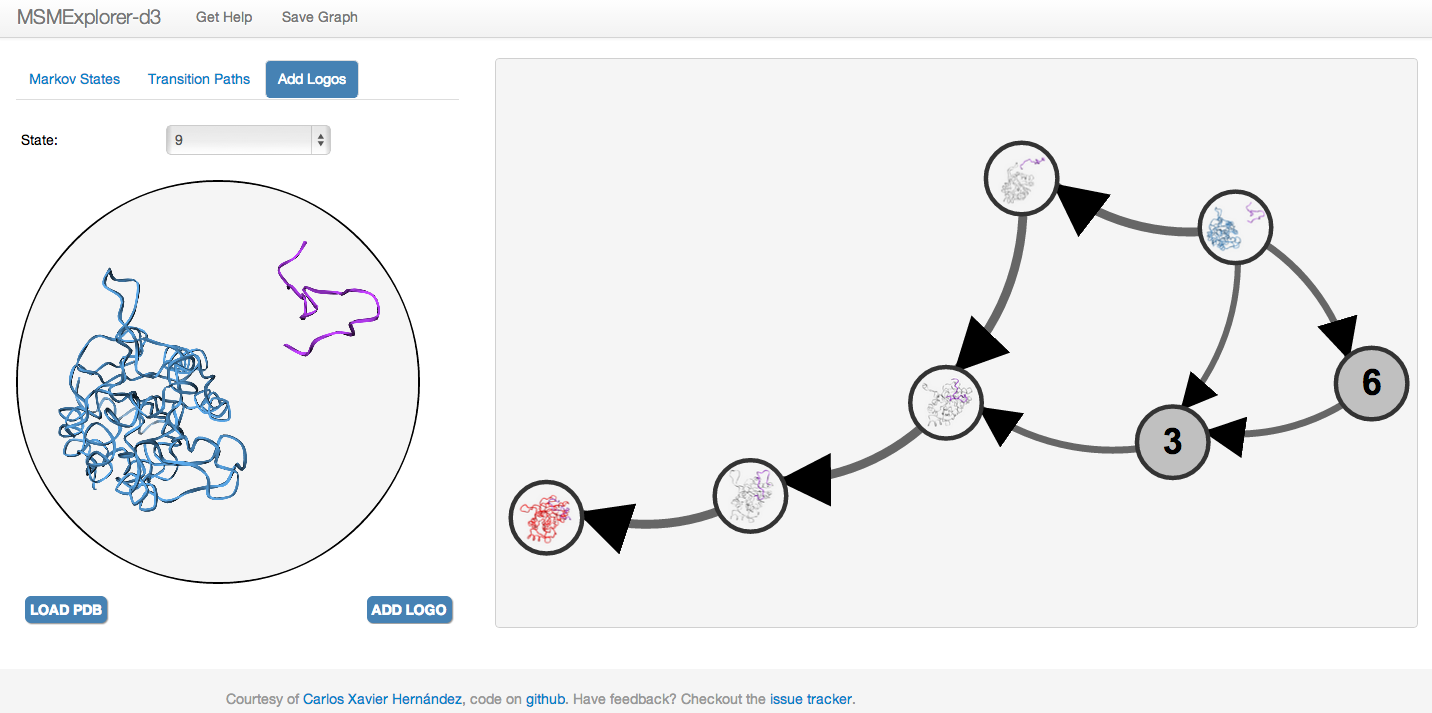 MSMExplorer-d3 Get Help Save Graph
Markov States Transition Paths Add Logos
State: 9
LOAD PDB ADD LOGO
6
3
Courtesy of Carlos Xavier Hernández, code on github. Have feedback? Checkout the issue tracker.